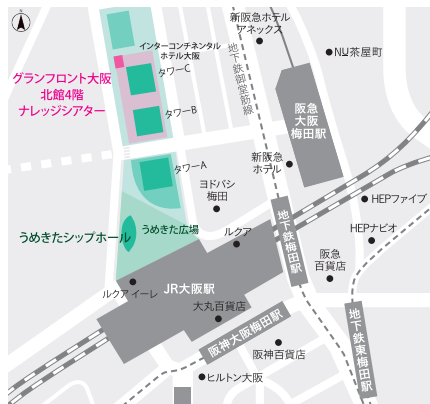 N
新阪急ホテル
アネックス
インターコンチネンタル
ホテル大阪
NU茶屋町
タワーC
グランフロント大阪
北館4階
ナレッジシアター
地下鉄御堂筋線
阪急
大阪
梅田駅
タワーB
新阪急
ホテル
タワーA
ヨドバシ
梅田
HEPファイブ
地下鉄梅田駅
うめきた広場
うめきたシップホール
ルクア
HEPナビオ
阪急
百貨店
JR大阪駅
ルクア イーレ
大丸百貨店
阪神大阪梅田駅
地下鉄東梅田駅
阪神百貨店
ヒルトン大阪